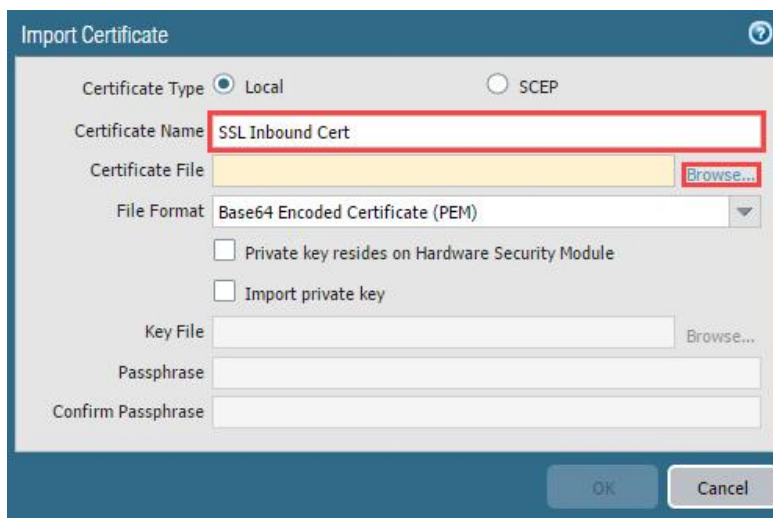 Import Certificate ?
Certificate Type Local SCEP
Certificate Name SSL Inbound Cert
Certificate File Browse...
File Format Base64 Encoded Certificate (PEM)
Private key resides on Hardware Security Module
Import private key
Key File Browse...
Passphrase
Confirm Passphrase
OK Cancel